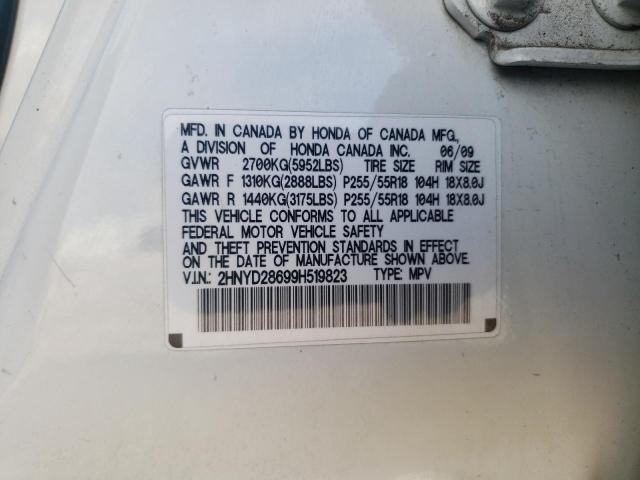 MFD. IN CANADA BY HONDA OF CANADA MFG.,
A DIVISION OF HONDA CANADA INC. 06/09
GVWR 2700KG(5952LBS) TIRE SIZE RIM SIZE
GAWR F 1310KG(2888LBS) P255/55R18 104H 18X8.0J
GAWR R 1440KG(3175LBS) P255/55R18 104H 18X8.0J
THIS VEHICLE CONFORMS TO ALL APPLICABLE
FEDERAL MOTOR VEHICLE SAFETY
AND THEFT PREVENTION STANDARDS IN EFFECT
ON THE DATE OF MANUFACTURE SHOWN ABOVE.
V.I.N.: 2HNYD28699H519823 TYPE: MPV